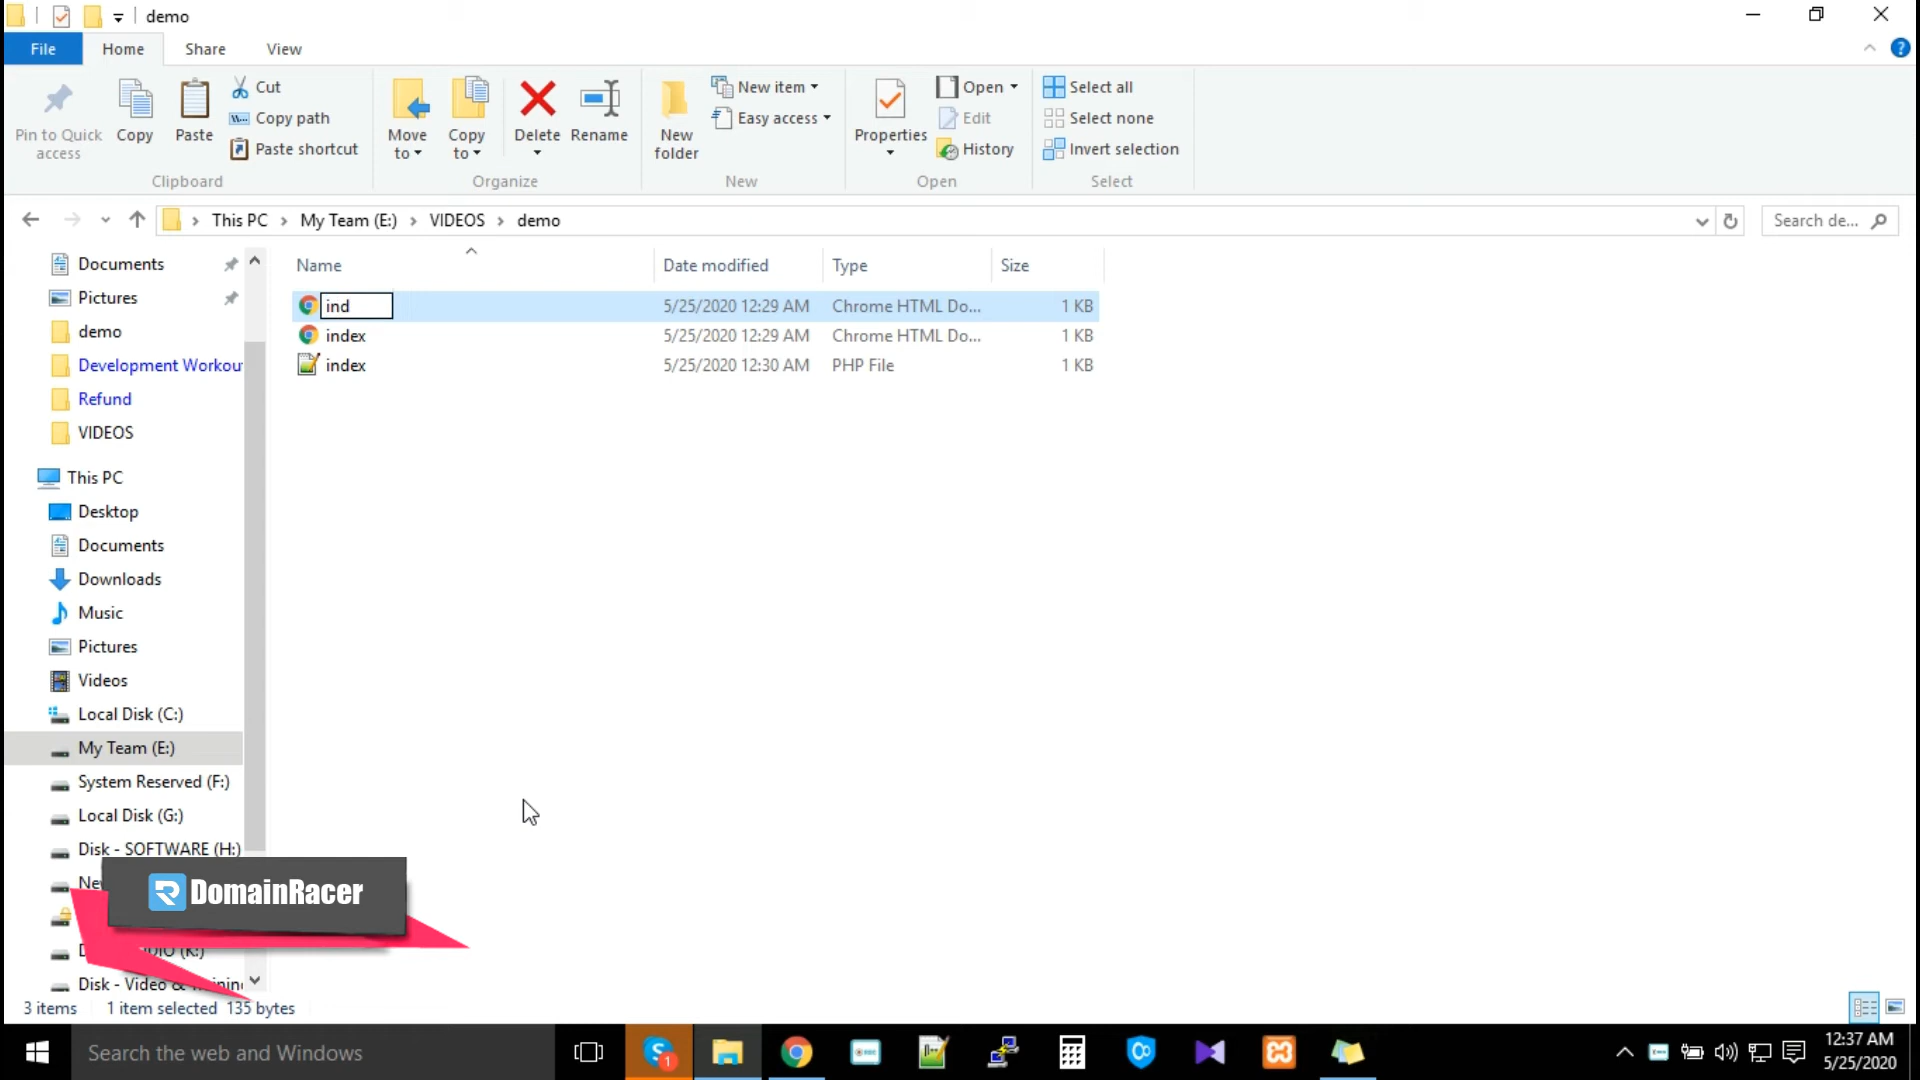 demo
File Home Share View
Pin to Quick access
Copy
Paste
Cut
Copy path
Paste shortcut
Clipboard
Move to
Copy to
Delete
Rename
Organize
New folder
New item
Easy access
New
Properties
Open
Edit
History
Open
Select all
Select none
Invert selection
Select
This PC > My Team (E:) > VIDEOS > demo
Search de...
Name Date modified Type Size
ind 5/25/2020 12:29 AM Chrome HTML Do... 1 KB
index 5/25/2020 12:29 AM Chrome HTML Do... 1 KB
index 5/25/2020 12:30 AM PHP File 1 KB
Documents
Pictures
demo
Development Workou
Refund
VIDEOS
This PC
Desktop
Documents
Downloads
Music
Pictures
Videos
Local Disk (C:)
My Team (E:)
System Reserved (F:)
Local Disk (G:)
Disk - SOFTWARE (H:)
DomainRacer
(K:)
Disk - Video &
3 items 1 item selected 135 bytes
Search the web and Windows
1
12:37 AM
5/25/2020